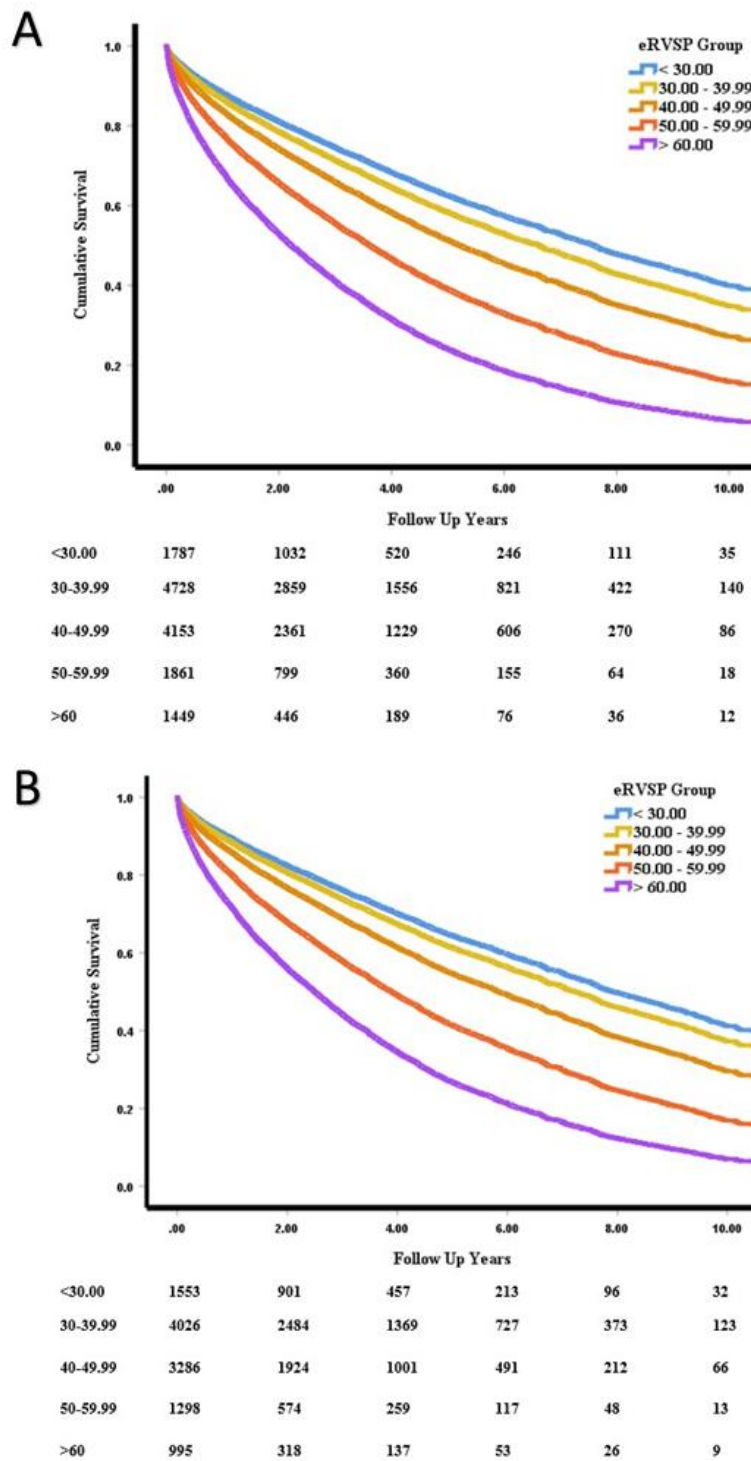 A
eRVSP Group
< 30.00
30.00 - 39.99
40.00 - 49.99
50.00 - 59.99
> 60.00
Cumulative Survival
1.0
0.8
0.6
0.4
0.2
0.0
.00 2.00 4.00 6.00 8.00 10.00
Follow Up Years
<30.00 1787 1032 520 246 111 35
30-39.99 4728 2859 1556 821 422 140
40-49.99 4153 2361 1229 606 270 86
50-59.99 1861 799 360 155 64 18
>60 1449 446 189 76 36 12
B
eRVSP Group
< 30.00
30.00 - 39.99
40.00 - 49.99
50.00 - 59.99
> 60.00
Cumulative Survival
1.0
0.8
0.6
0.4
0.2
0.0
.00 2.00 4.00 6.00 8.00 10.00
Follow Up Years
<30.00 1553 901 457 213 96 32
30-39.99 4026 2484 1369 727 373 123
40-49.99 3286 1924 1001 491 212 66
50-59.99 1298 574 259 117 48 13
>60 995 318 137 53 26 9